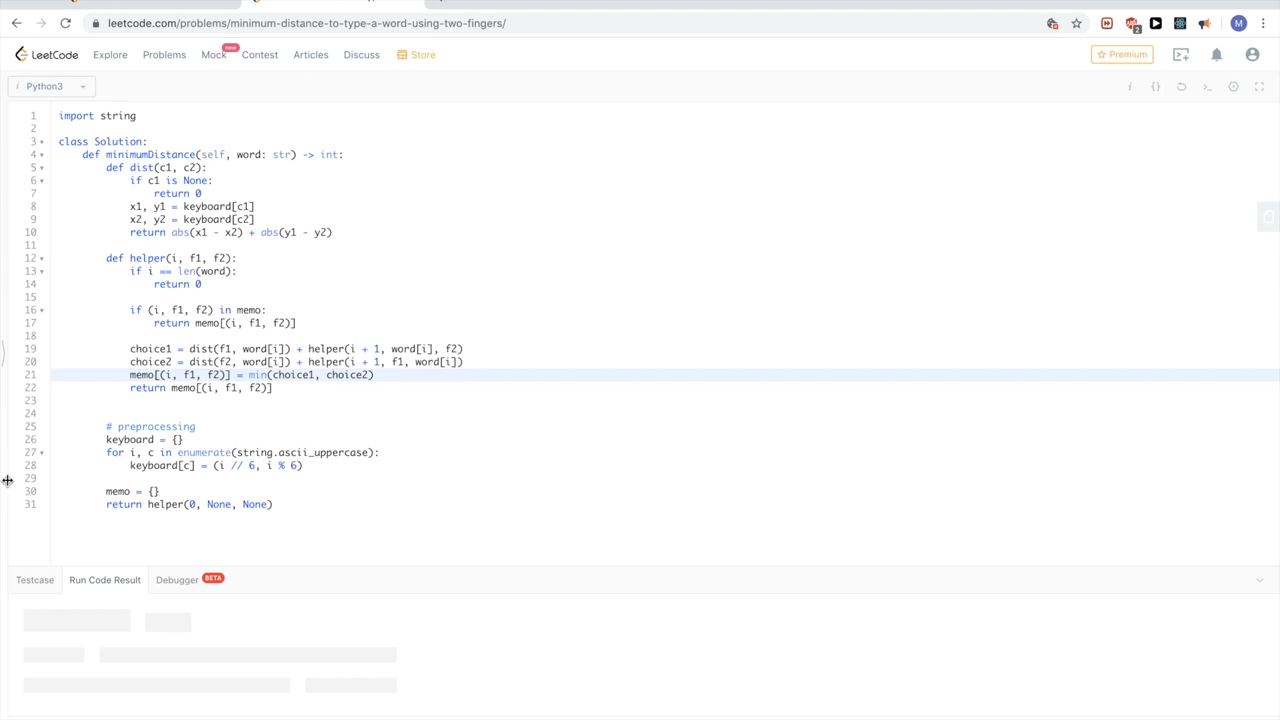 leetcode.com/problems/minimum-distance-to-type-a-word-using-two-fingers/
2
M
LeetCode Explore Problems Mock new Contest Articles Discuss Store
Premium
i Python3
i {}
1 import string
2
3 class Solution:
4 def minimumDistance(self, word: str) -> int:
5 def dist(c1, c2):
6 if c1 is None:
7 return 0
8 x1, y1 = keyboard[c1]
9 x2, y2 = keyboard[c2]
10 return abs(x1 - x2) + abs(y1 - y2)
11
12 def helper(i, f1, f2):
13 if i == len(word):
14 return 0
15
16 if (i, f1, f2) in memo:
17 return memo[(i, f1, f2)]
18
19 choice1 = dist(f1, word[i]) + helper(i + 1, word[i], f2)
20 choice2 = dist(f2, word[i]) + helper(i + 1, f1, word[i])
21 memo[(i, f1, f2)] = min(choice1, choice2)
22 return memo[(i, f1, f2)]
23
24
25 # preprocessing
26 keyboard = {}
27 for i, c in enumerate(string.ascii_uppercase):
28 keyboard[c] = (i // 6, i % 6)
29
30 memo = {}
31 return helper(0, None, None)
Testcase Run Code Result Debugger BETA